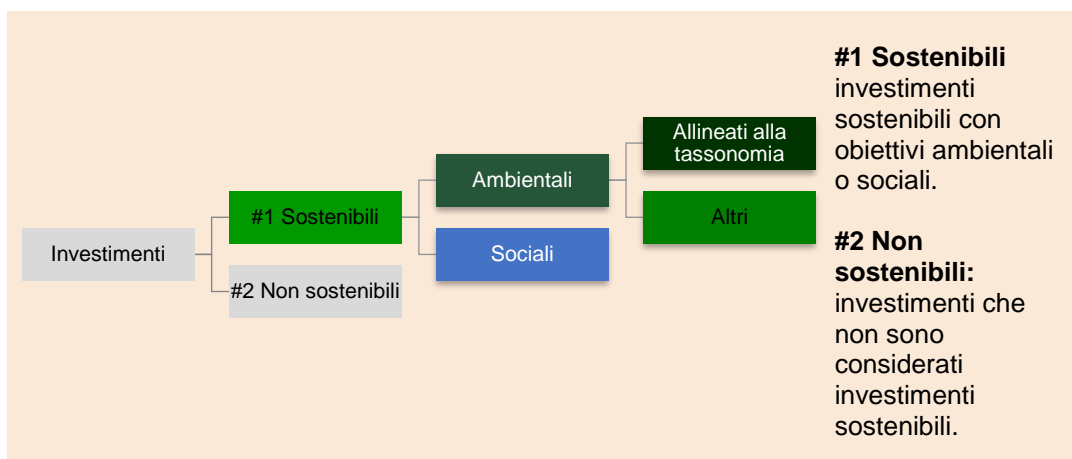 Investimenti
#1 Sostenibili
#2 Non sostenibili
Ambientali
Sociali
Allineati alla
tassonomia
Altri
#1 Sostenibili
investimenti
sostenibili con
obiettivi ambientali
o sociali.
#2 Non
sostenibili:
investimenti che
non sono
considerati
investimenti
sostenibili.